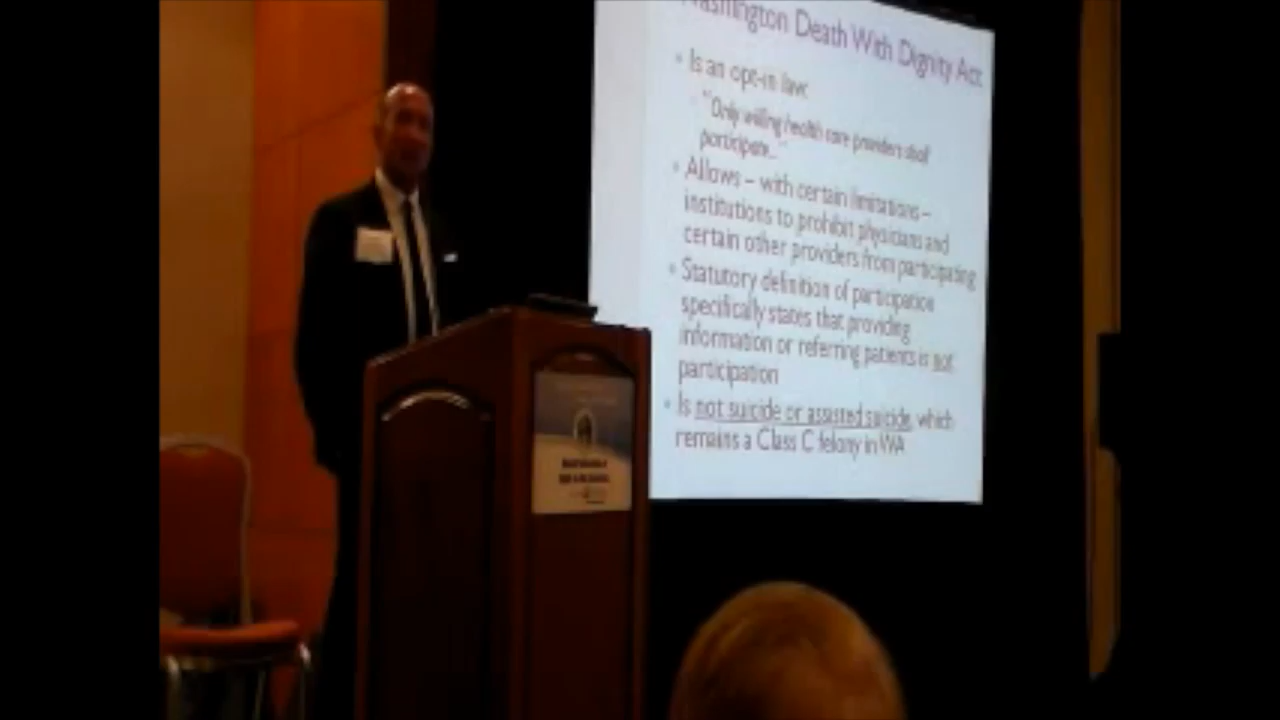 Washington Death With Dignity Act
• Is an opt-in law:
"Only willing health care providers shall
participate..."
• Allows – with certain limitations –
institutions to prohibit physicians and
certain other providers from participating
• Statutory definition of participation
specifically states that providing
information or referring patients is not
participation
• Is not suicide or assisted suicide, which
remains a Class C felony in WA